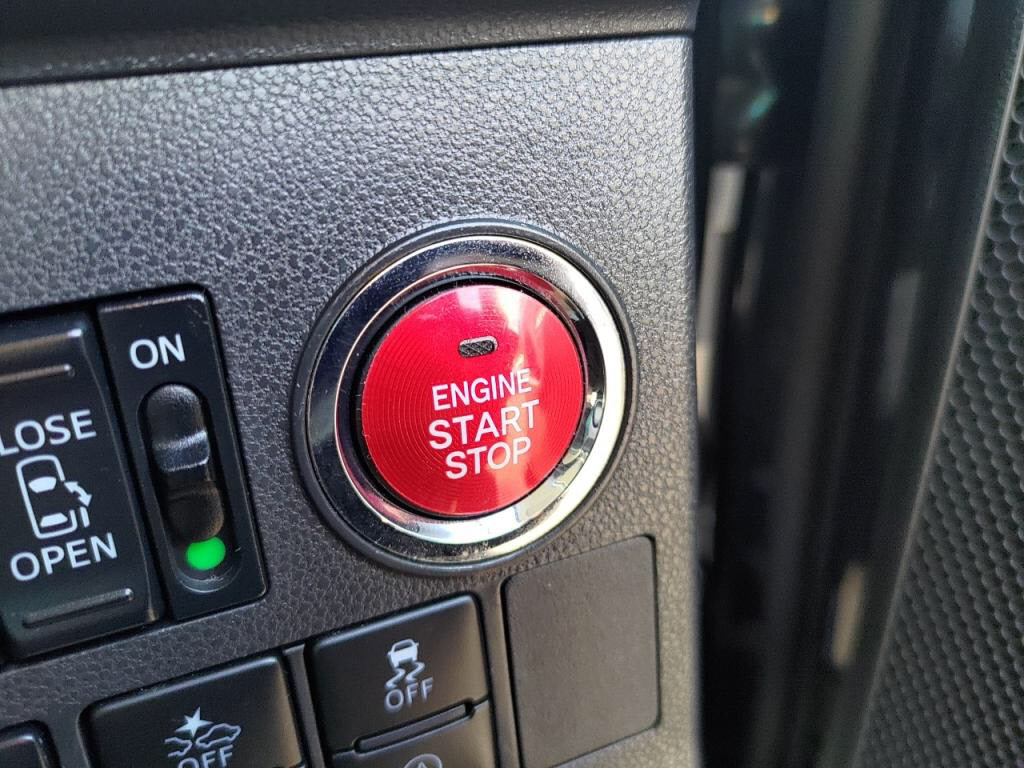 ON
LOSE
OPEN
ENGINE
START
STOP
OFF
OFF